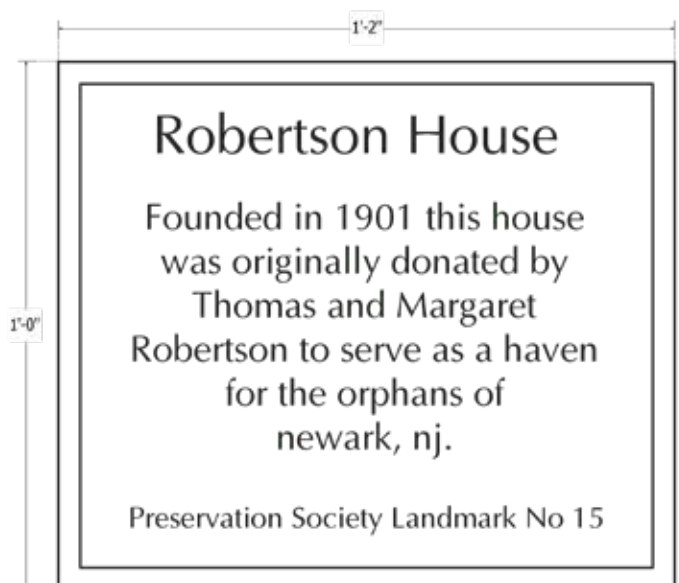 1'-2"
Robertson House
Founded in 1901 this house
was originally donated by
Thomas and Margaret
1'-0"
Robertson to serve as a haven
for the orphans of
newark, nj.
Preservation Society Landmark No 15